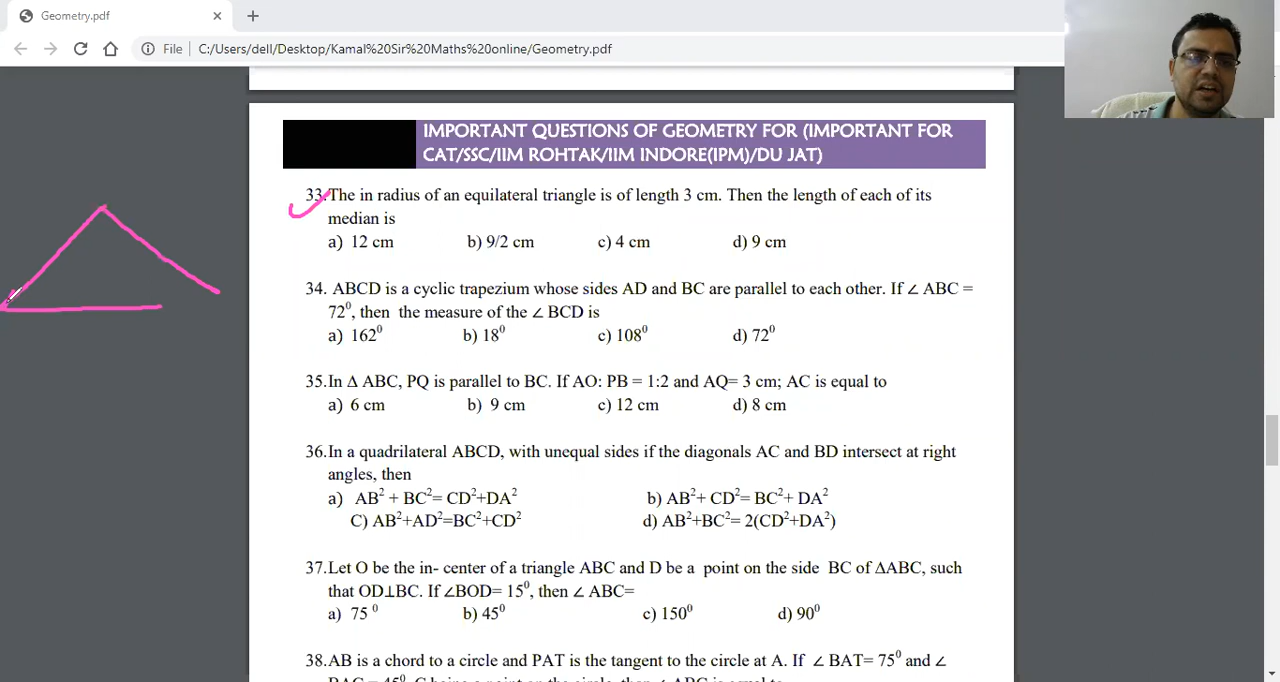 Geometry.pdf
File C:/Users/dell/Desktop/Kamal%20Sir%20Maths%20online/Geometry.pdf
IMPORTANT QUESTIONS OF GEOMETRY FOR (IMPORTANT FOR
CAT/SSC/IIM ROHTAK/IIM INDORE(IPM)/DU JAT)
33.The in radius of an equilateral triangle is of length 3 cm. Then the length of each of its
median is
a) 12 cm b) 9/2 cm c) 4 cm d) 9 cm
34. ABCD is a cyclic trapezium whose sides AD and BC are parallel to each other. If ∠ ABC =
72⁰, then the measure of the ∠ BCD is
a) 162⁰ b) 18⁰ c) 108⁰ d) 72⁰
35.In Δ ABC, PQ is parallel to BC. If AO: PB = 1:2 and AQ= 3 cm; AC is equal to
a) 6 cm b) 9 cm c) 12 cm d) 8 cm
36.In a quadrilateral ABCD, with unequal sides if the diagonals AC and BD intersect at right
angles, then
a) AB² + BC²= CD²+DA² b) AB²+ CD²= BC²+ DA²
C) AB²+AD²=BC²+CD² d) AB²+BC²= 2(CD²+DA²)
37.Let O be the in- center of a triangle ABC and D be a point on the side BC of ΔABC, such
that OD⊥BC. If ∠BOD= 15⁰, then ∠ ABC=
a) 75 ⁰ b) 45⁰ c) 150⁰ d) 90⁰
38.AB is a chord to a circle and PAT is the tangent to the circle at A. If ∠ BAT= 75⁰ and ∠